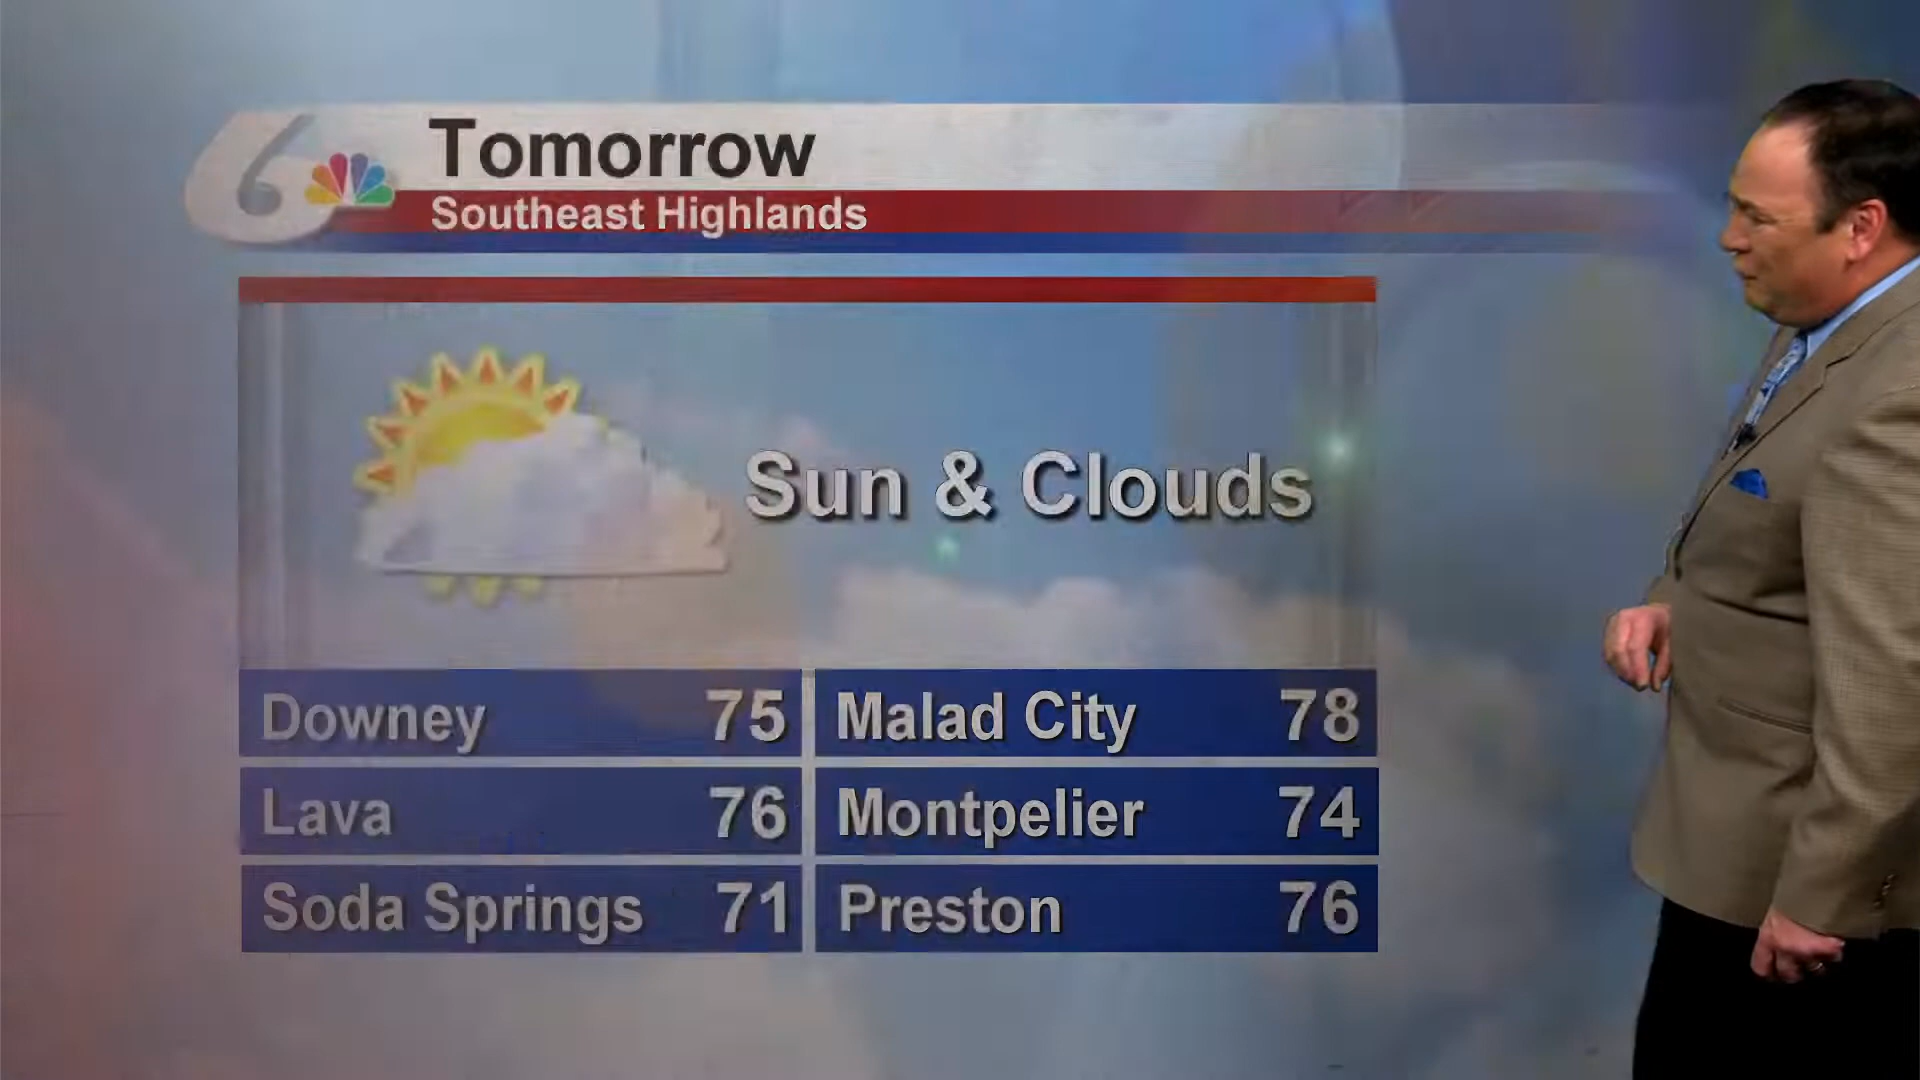 6
Tomorrow
Southeast Highlands
Sun & Clouds
Downey 75
Malad City 78
Lava 76
Montpelier 74
Soda Springs 71
Preston 76